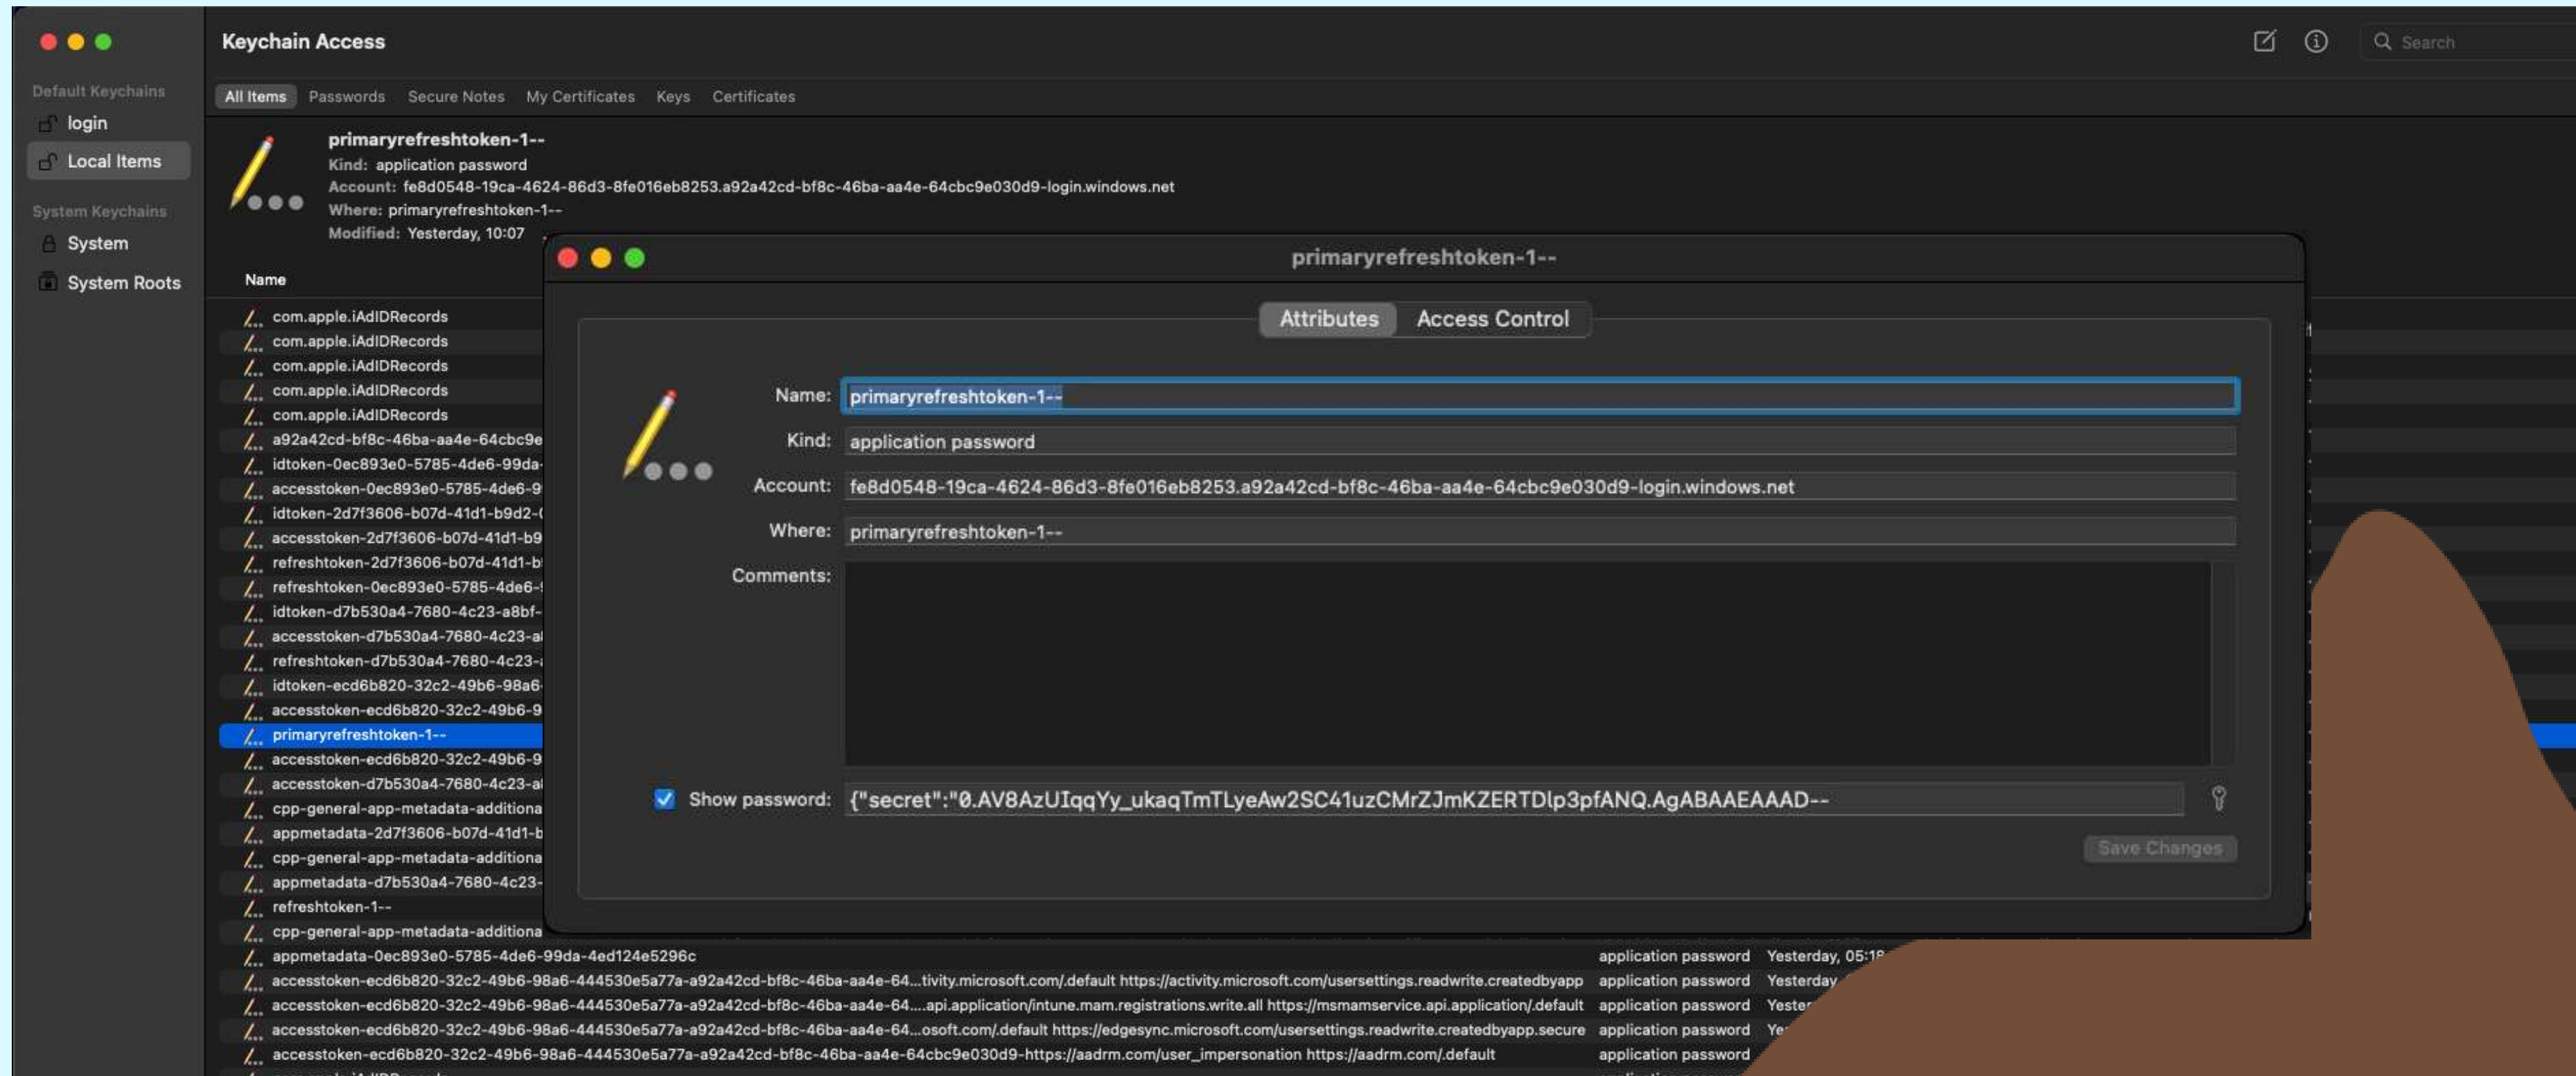 Keychain Access
Search
Default Keychains
login
Local Items
System Keychains
System
System Roots
All Items Passwords Secure Notes My Certificates Keys Certificates
primaryrefreshtoken-1--
Kind: application password
Account: fe8d0548-19ca-4624-86d3-8fe016eb8253.a92a42cd-bf8c-46ba-aa4e-64cbc9e030d9-login.windows.net
Where: primaryrefreshtoken-1--
Modified: Yesterday, 10:07
Name
com.apple.iAdIDRecords
com.apple.iAdIDRecords
com.apple.iAdIDRecords
com.apple.iAdIDRecords
com.apple.iAdIDRecords
a92a42cd-bf8c-46ba-aa4e-64cbc9e
idtoken-0ec893e0-5785-4de6-99da-
accesstoken-0ec893e0-5785-4de6-9
idtoken-2d7f3606-b07d-41d1-b9d2-
accesstoken-2d7f3606-b07d-41d1-b9
refreshtoken-2d7f3606-b07d-41d1-b
refreshtoken-0ec893e0-5785-4de6-
idtoken-d7b530a4-7680-4c23-a8bf-
accesstoken-d7b530a4-7680-4c23-a
refreshtoken-d7b530a4-7680-4c23-
idtoken-ecd6b820-32c2-49b6-98a6-
accesstoken-ecd6b820-32c2-49b6-9
primaryrefreshtoken-1--
accesstoken-ecd6b820-32c2-49b6-9
accesstoken-d7b530a4-7680-4c23-a
cpp-general-app-metadata-additiona
appmetadata-2d7f3606-b07d-41d1-b
cpp-general-app-metadata-additiona
appmetadata-d7b530a4-7680-4c23-
refreshtoken-1--
cpp-general-app-metadata-additiona
appmetadata-0ec893e0-5785-4de6-99da-4ed124e5296c application password Yesterday, 05:18
accesstoken-ecd6b820-32c2-49b6-98a6-444530e5a77a-a92a42cd-bf8c-46ba-aa4e-64...tivity.microsoft.com/.default https://activity.microsoft.com/usersettings.readwrite.createdbyapp application password Yesterday
accesstoken-ecd6b820-32c2-49b6-98a6-444530e5a77a-a92a42cd-bf8c-46ba-aa4e-64....api.application/intune.mam.registrations.write.all https://msmamservice.api.application/.default application password Yester
accesstoken-ecd6b820-32c2-49b6-98a6-444530e5a77a-a92a42cd-bf8c-46ba-aa4e-64...osoft.com/.default https://edgesync.microsoft.com/usersettings.readwrite.createdbyapp.secure application password Ye
accesstoken-ecd6b820-32c2-49b6-98a6-444530e5a77a-a92a42cd-bf8c-46ba-aa4e-64cbc9e030d9-https://aadrm.com/user_impersonation https://aadrm.com/.default application password
primaryrefreshtoken-1--
Attributes Access Control
Name: primaryrefreshtoken-1--
Kind: application password
Account: fe8d0548-19ca-4624-86d3-8fe016eb8253.a92a42cd-bf8c-46ba-aa4e-64cbc9e030d9-login.windows.net
Where: primaryrefreshtoken-1--
Comments:
Show password: {"secret":"0.AV8AzUIqqYy_ukaqTmTLyeAw2SC41uzCMrZJmKZERTDlp3pfANQ.AgABAAEAAAD--
Save Changes